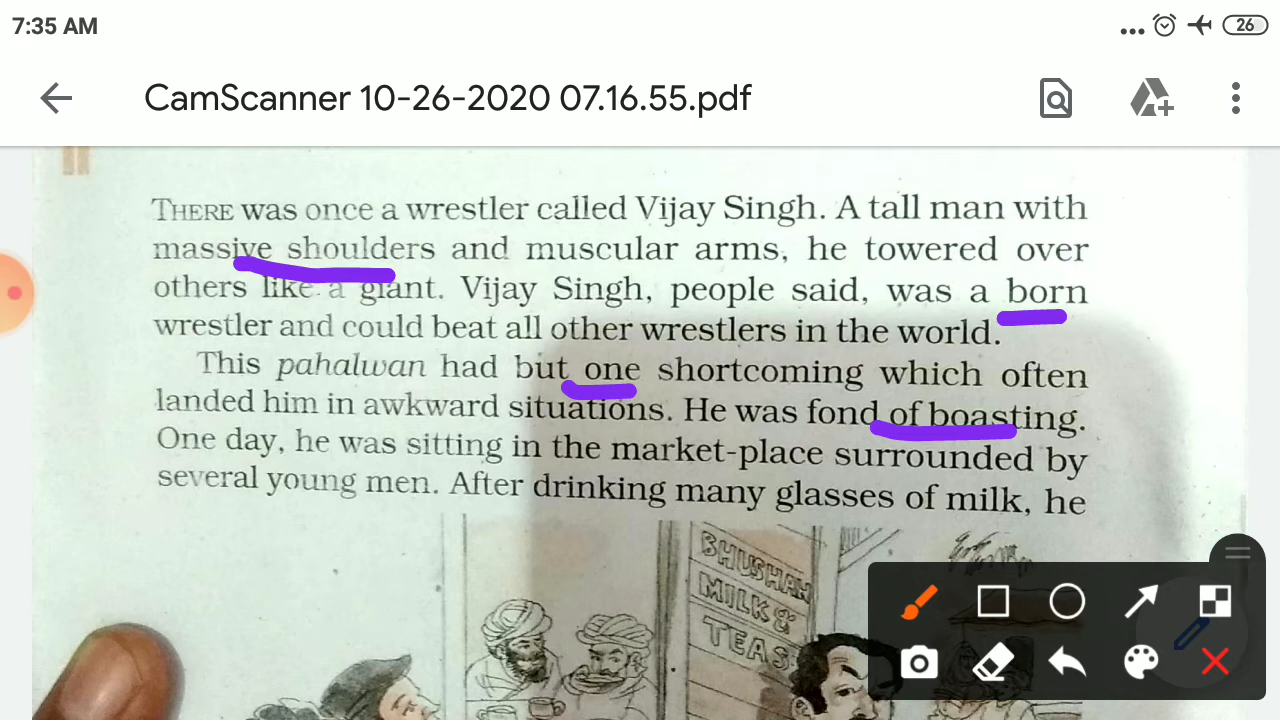 7:35 AM
26
CamScanner 10-26-2020 07.16.55.pdf
THERE was once a wrestler called Vijay Singh. A tall man with
massive shoulders and muscular arms, he towered over
others like a giant. Vijay Singh, people said, was a born
wrestler and could beat all other wrestlers in the world.
This pahalwan had but one shortcoming which often
landed him in awkward situations. He was fond of boasting.
One day, he was sitting in the market-place surrounded by
several young men. After drinking many glasses of milk, he
BHUSHAN
MILK &
TEAS